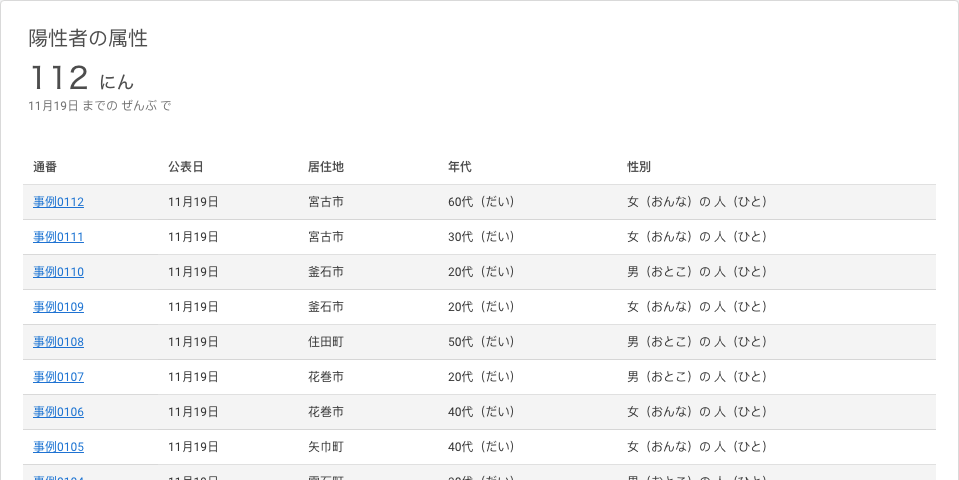 陽性者の属性
112 にん
11月19日 までの ぜんぶ で
通番 公表日 居住地 年代 性別
事例0112 11月19日 宮古市 60代（だい） 女（おんな）の 人（ひと）
事例0111 11月19日 宮古市 30代（だい） 女（おんな）の 人（ひと）
事例0110 11月19日 釜石市 20代（だい） 男（おとこ）の 人（ひと）
事例0109 11月19日 釜石市 20代（だい） 女（おんな）の 人（ひと）
事例0108 11月19日 住田町 50代（だい） 男（おとこ）の 人（ひと）
事例0107 11月19日 花巻市 20代（だい） 男（おとこ）の 人（ひと）
事例0106 11月19日 花巻市 40代（だい） 女（おんな）の 人（ひと）
事例0105 11月19日 矢巾町 40代（だい） 女（おんな）の 人（ひと）